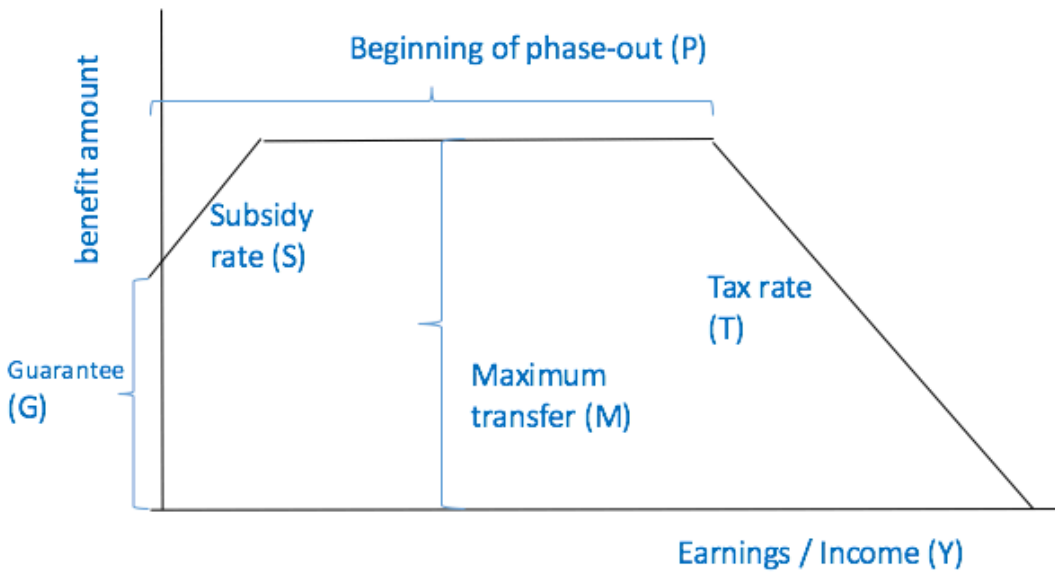 Beginning of phase-out (P)
benefit amount
Subsidy
rate (S)
Tax rate
(T)
Guarantee
(G)
Maximum
transfer (M)
Earnings / Income (Y)